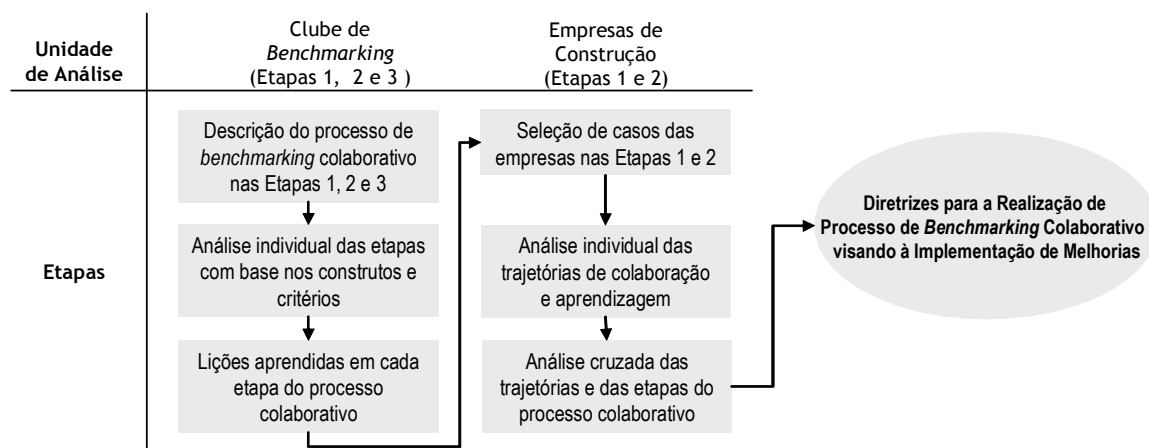 Unidade
de Análise
Clube de
Benchmarking
(Etapas 1, 2 e 3 )
Empresas de
Construção
(Etapas 1 e 2)
Etapas
Descrição do processo de
benchmarking colaborativo
nas Etapas 1, 2 e 3
Análise individual das etapas
com base nos construtos e
critérios
Lições aprendidas em cada
etapa do processo
colaborativo
Seleção de casos das
empresas nas Etapas 1 e 2
Análise individual das
trajetórias de colaboração
e aprendizagem
Análise cruzada das
trajetórias e das etapas do
processo colaborativo
Diretrizes para a Realização de
Processo de Benchmarking Colaborativo
visando à Implementação de Melhorias